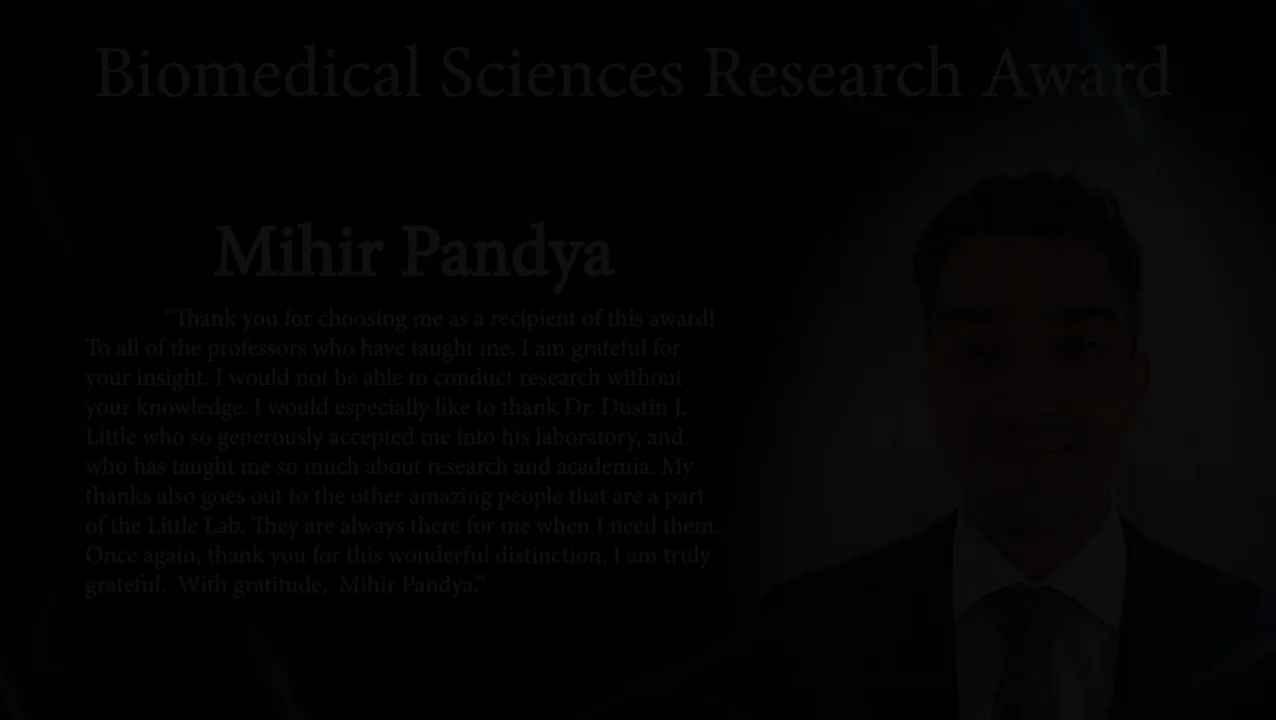 Biomedical Sciences Research Award
Mihir Pandya
“Thank you for choosing me as a recipient of this award!
To all of the professors who have taught me, I am grateful for
your insight. I would not be able to conduct research without
your knowledge. I would especially like to thank Dr. Dustin J.
Little who so generously accepted me into his laboratory, and
who has taught me so much about research and academia. My
thanks also goes out to the other amazing people that are a part
of the Little Lab. They are always there for me when I need them.
Once again, thank you for this wonderful distinction, I am truly
grateful.  With gratitude,  Mihir Pandya.”